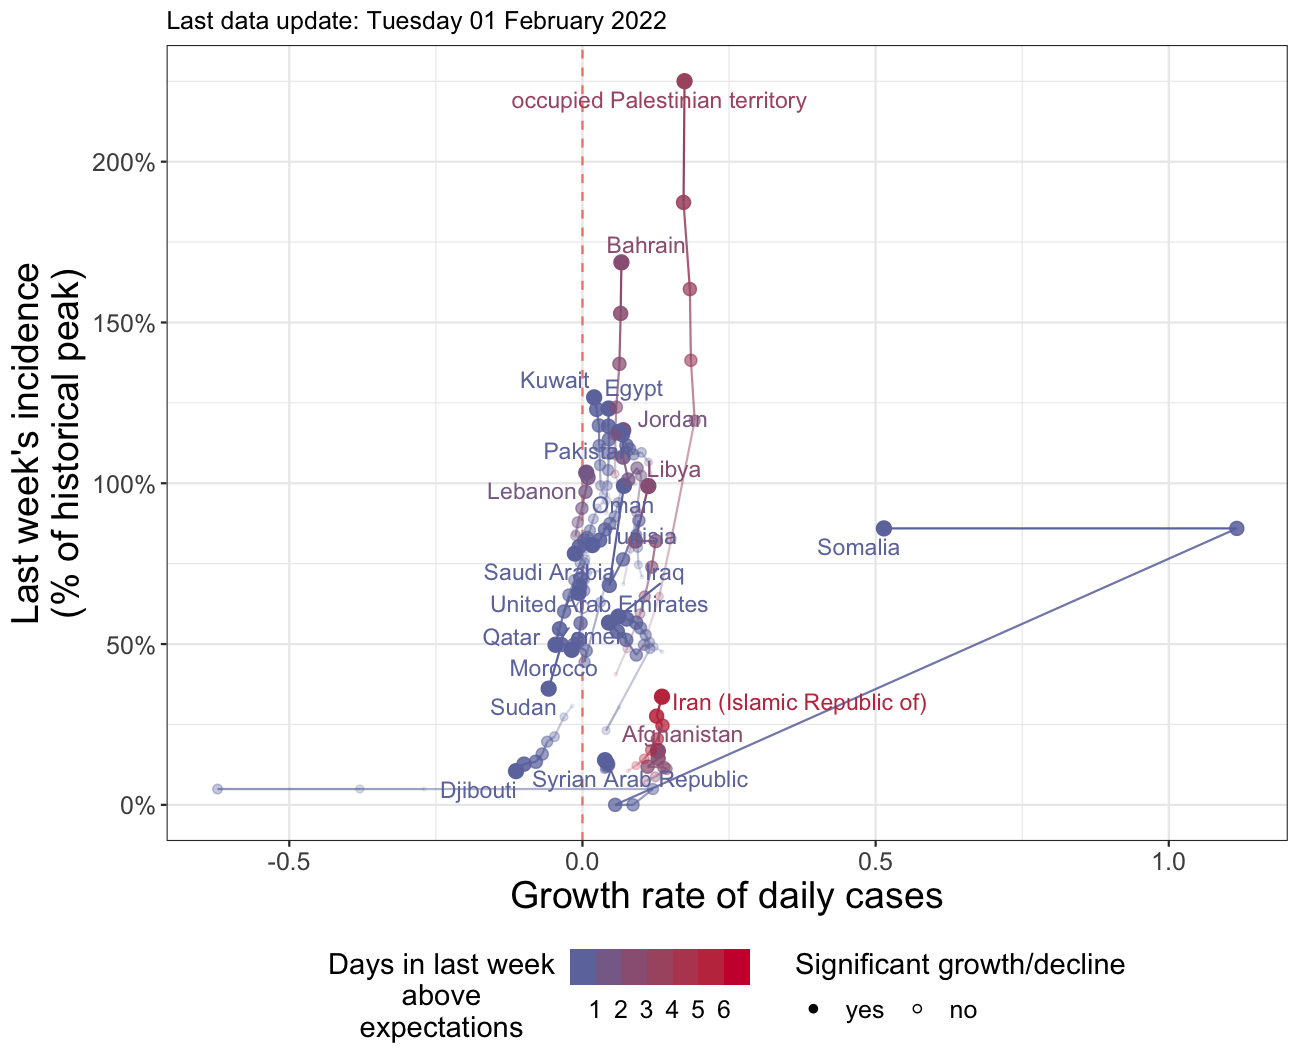 Last data update: Tuesday 01 February 2022
Last week's incidence
(% of historical peak)
200%
150%
100%
50%
0%
occupied Palestinian territory
Bahrain
Kuwait
Egypt
Jordan
Libya
Lebanon
Oman
Tunisia
Somalia
Saudi Arabia
Iraq
United Arab Emirates
Qatar
Morocco
Sudan
Iran (Islamic Republic of)
Afghanistan
Syrian Arab Republic
Djibouti
-0.5
0.0
0.5
1.0
Growth rate of daily cases
Days in last week
above
expectations
1 2 3 4 5 6
Significant growth/decline
yes
no